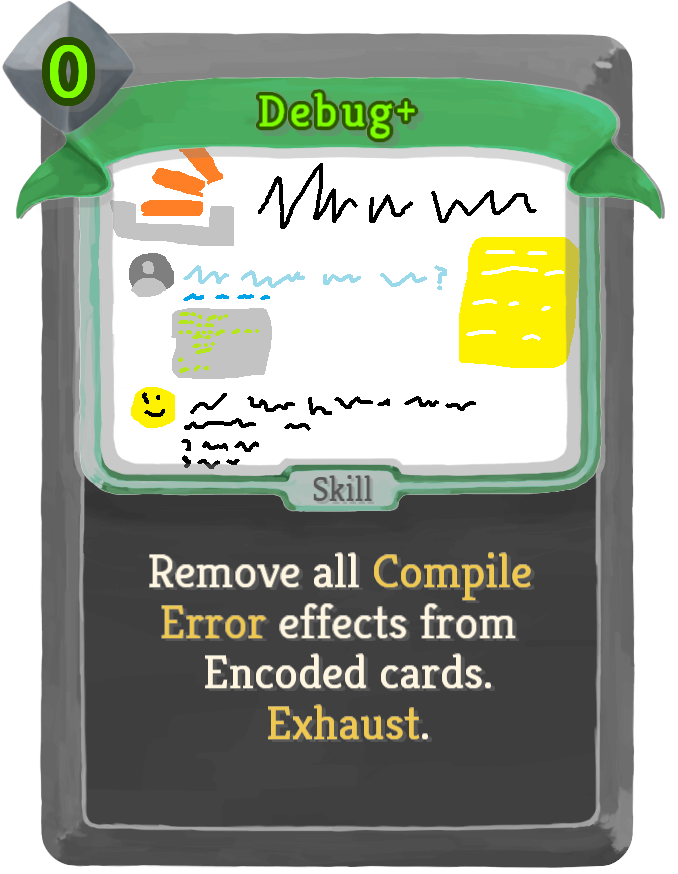 0
Debug+
Skill
Remove all Compile
Error effects from
Encoded cards.
Exhaust.